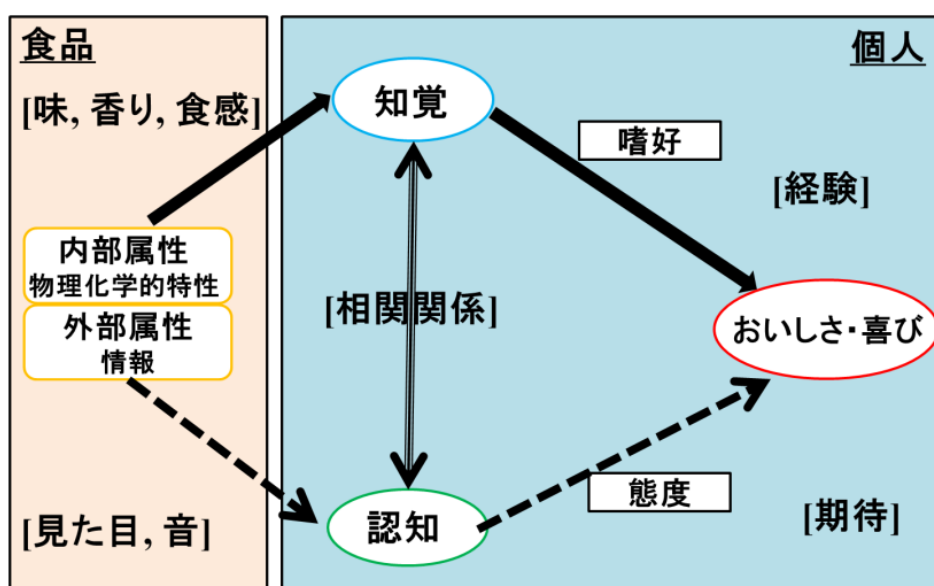 食品
[味, 香り, 食感]
内部属性
物理化学的特性
外部属性
情報
[見た目, 音]
個人
知覚
嗜好
[経験]
[相関関係]
おいしさ・喜び
態度
認知
[期待]